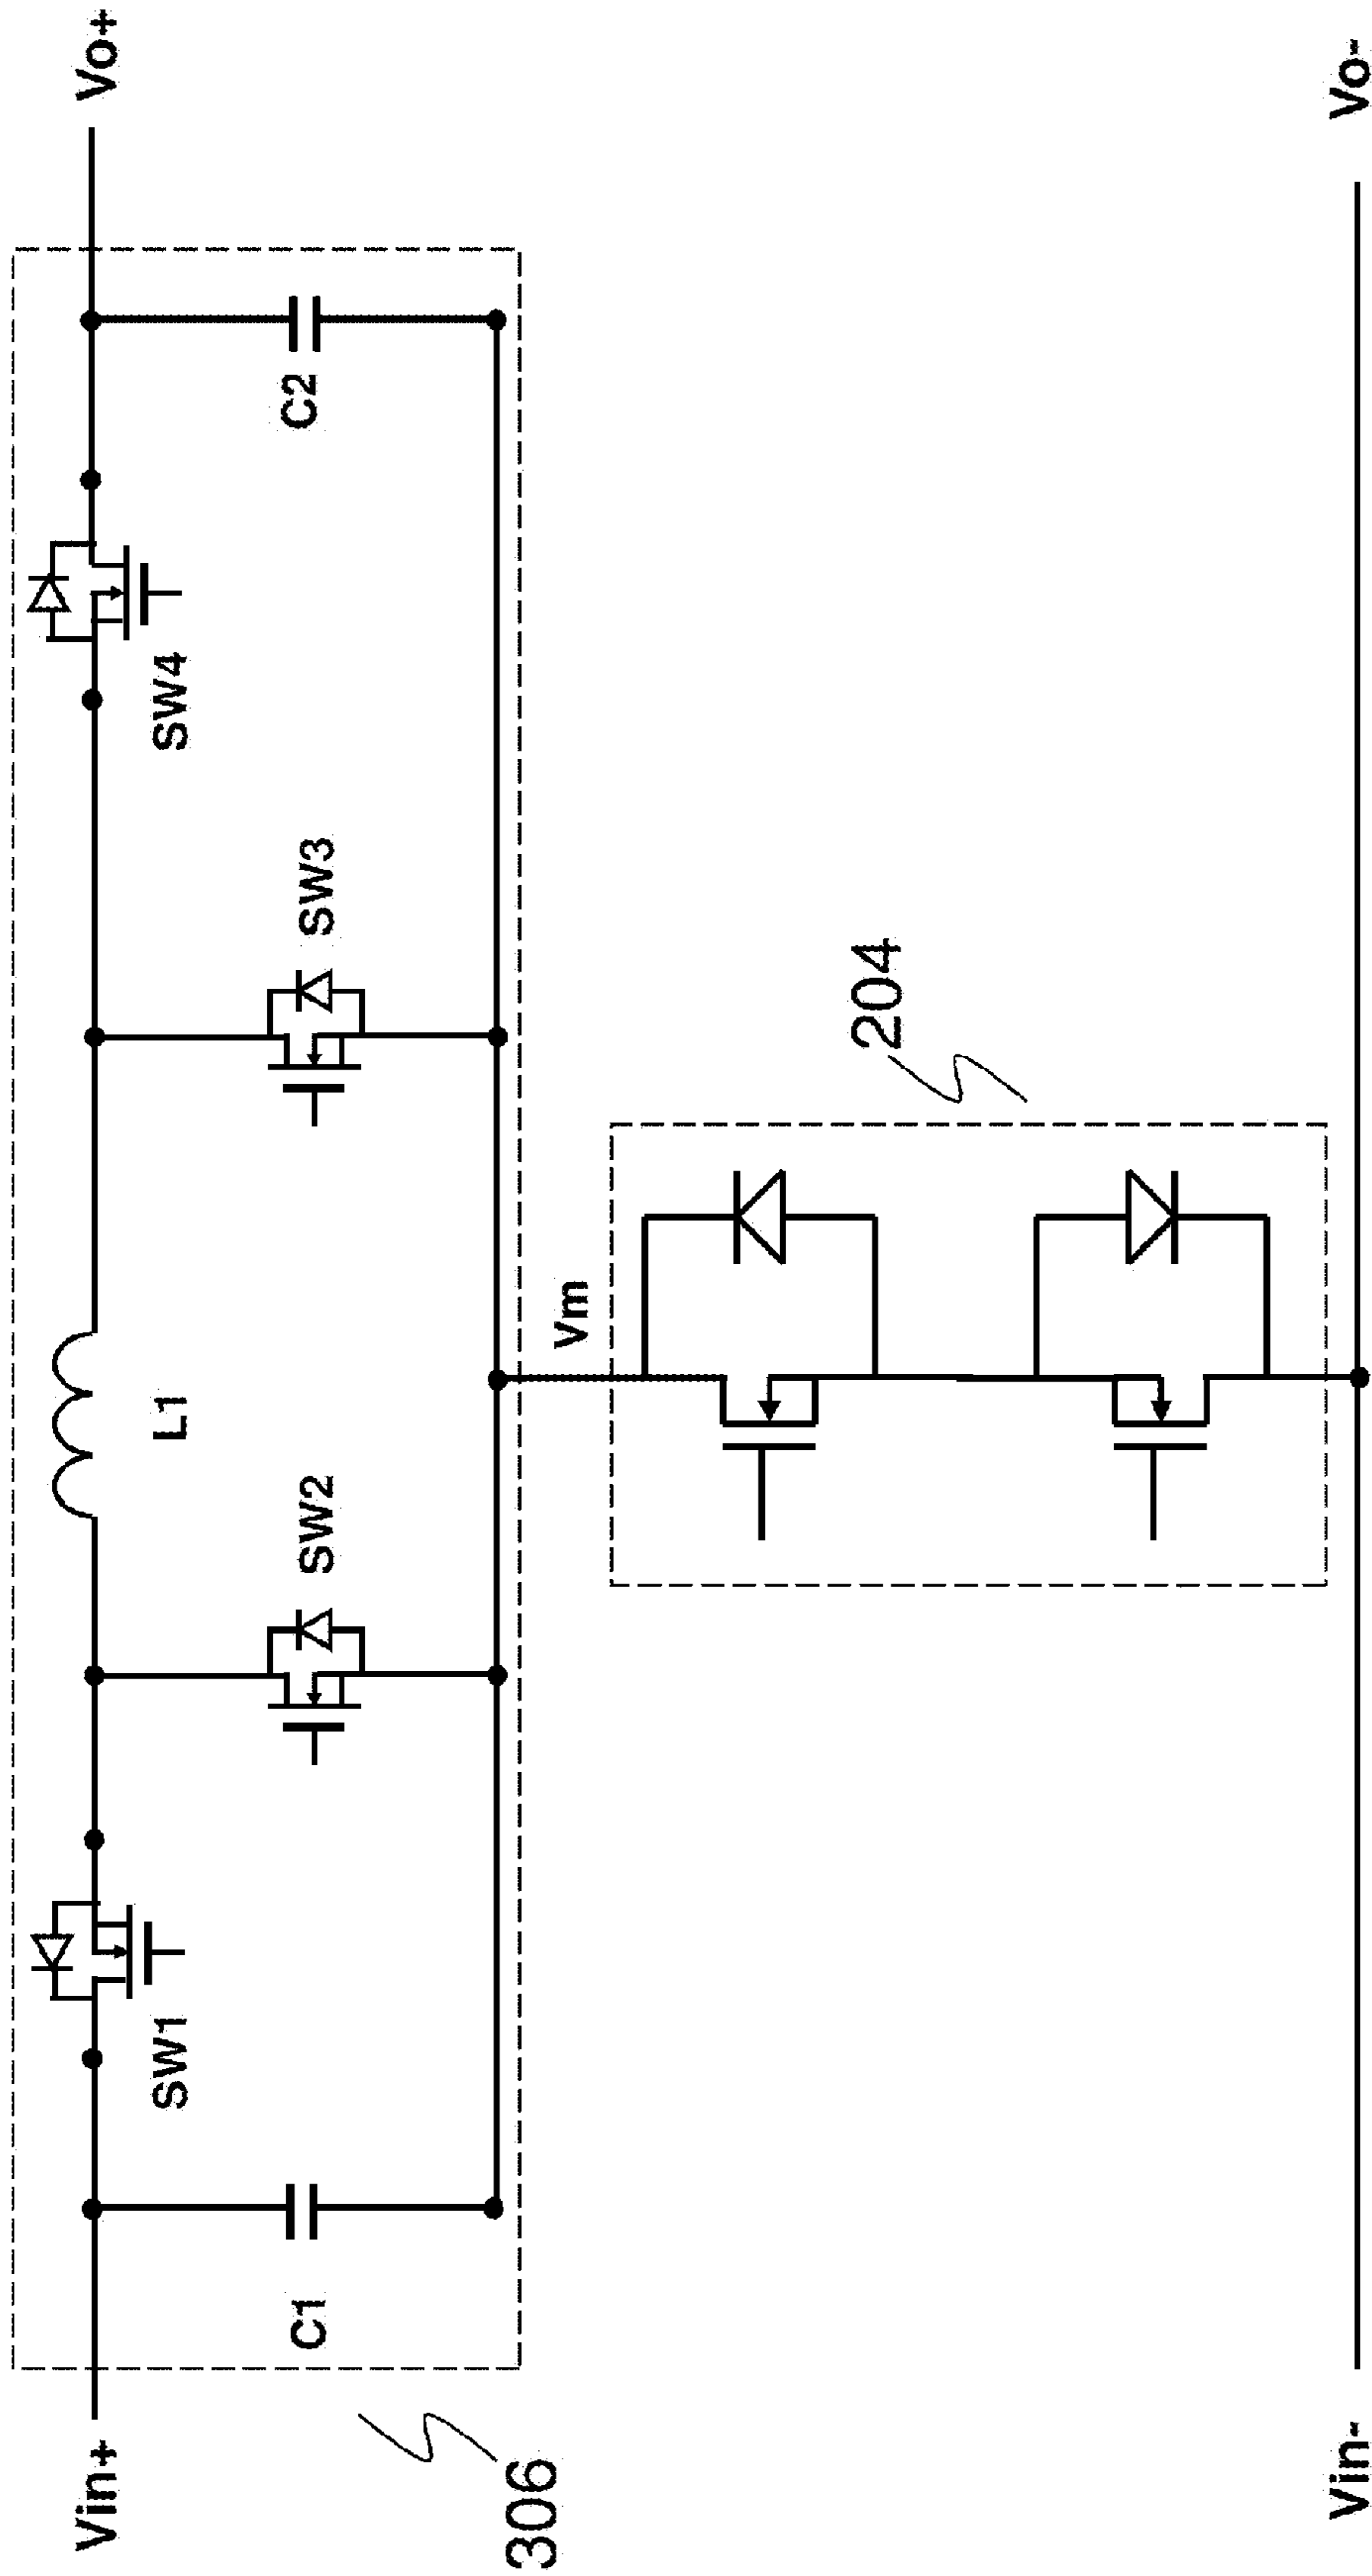 Vin+
Vo+
SW1
L1
SW4
C1
SW2
SW3
C2
306
Vm
204
Vin-
Vo-